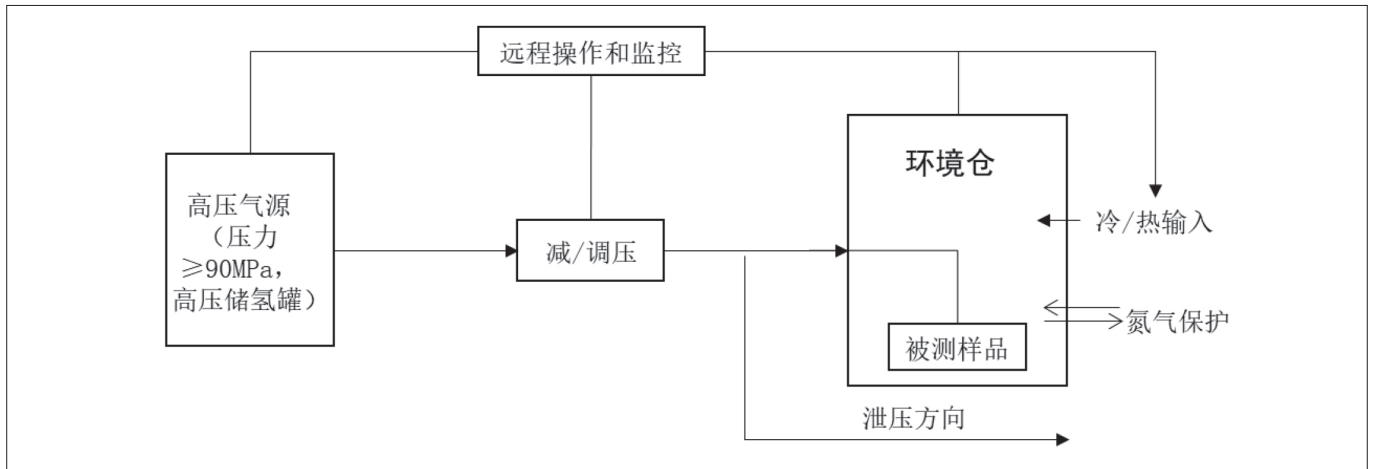 远程操作和监控
高压气源
（压力
≥90MPa，
高压储氢罐）
减/调压
环境仓
冷/热输入
氮气保护
被测样品
泄压方向